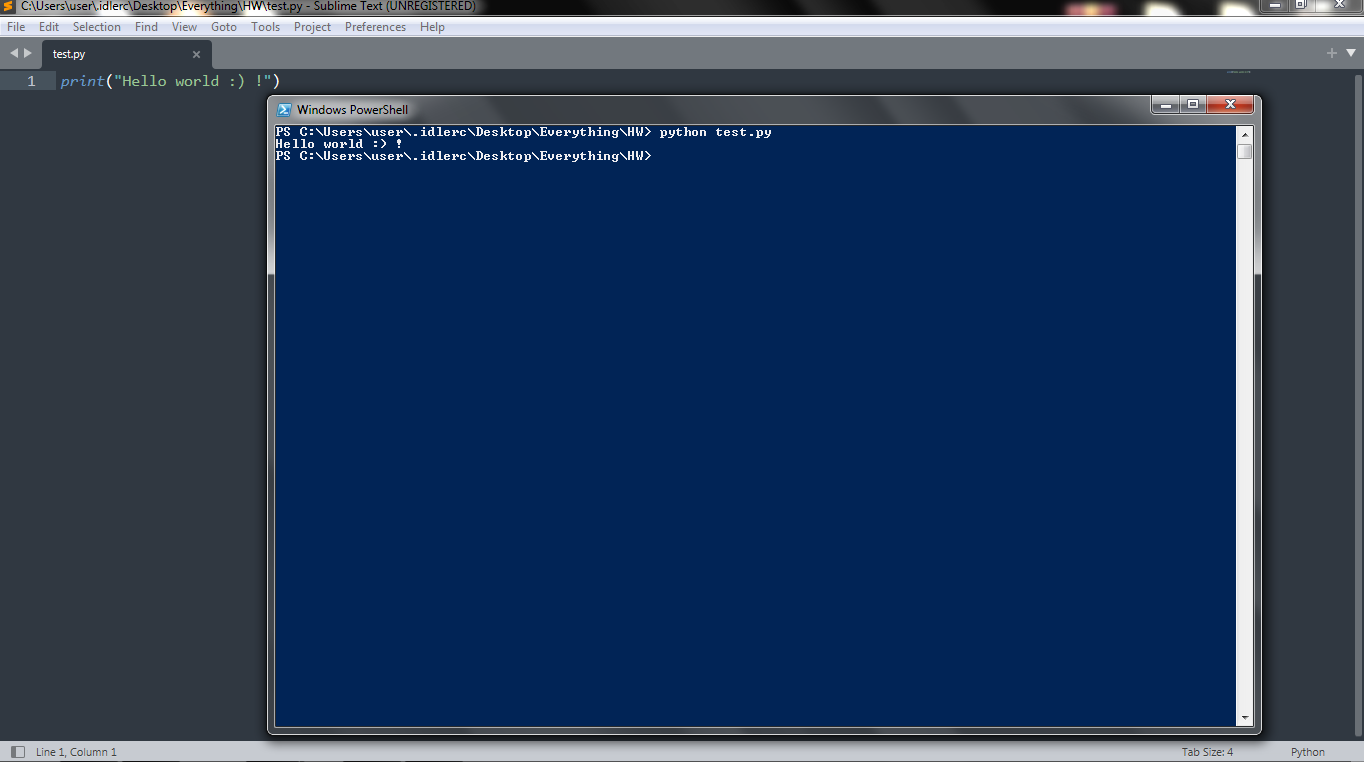 C:\Users\user\.idlerc\Desktop\Everything\HW\test.py - Sublime Text (UNREGISTERED)
File Edit Selection Find View Goto Tools Project Preferences Help
test.py
1 print("Hello world :) !")
Windows PowerShell
PS C:\Users\user\.idlerc\Desktop\Everything\HW> python test.py
Hello world :) !
PS C:\Users\user\.idlerc\Desktop\Everything\HW>
Line 1, Column 1 Tab Size: 4 Python